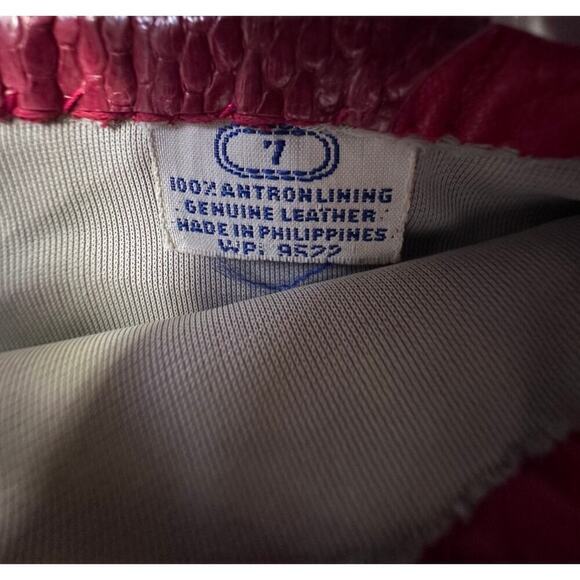 7
100% ANTRON LINING
GENUINE LEATHER
MADE IN PHILIPPINES
WPL 9522